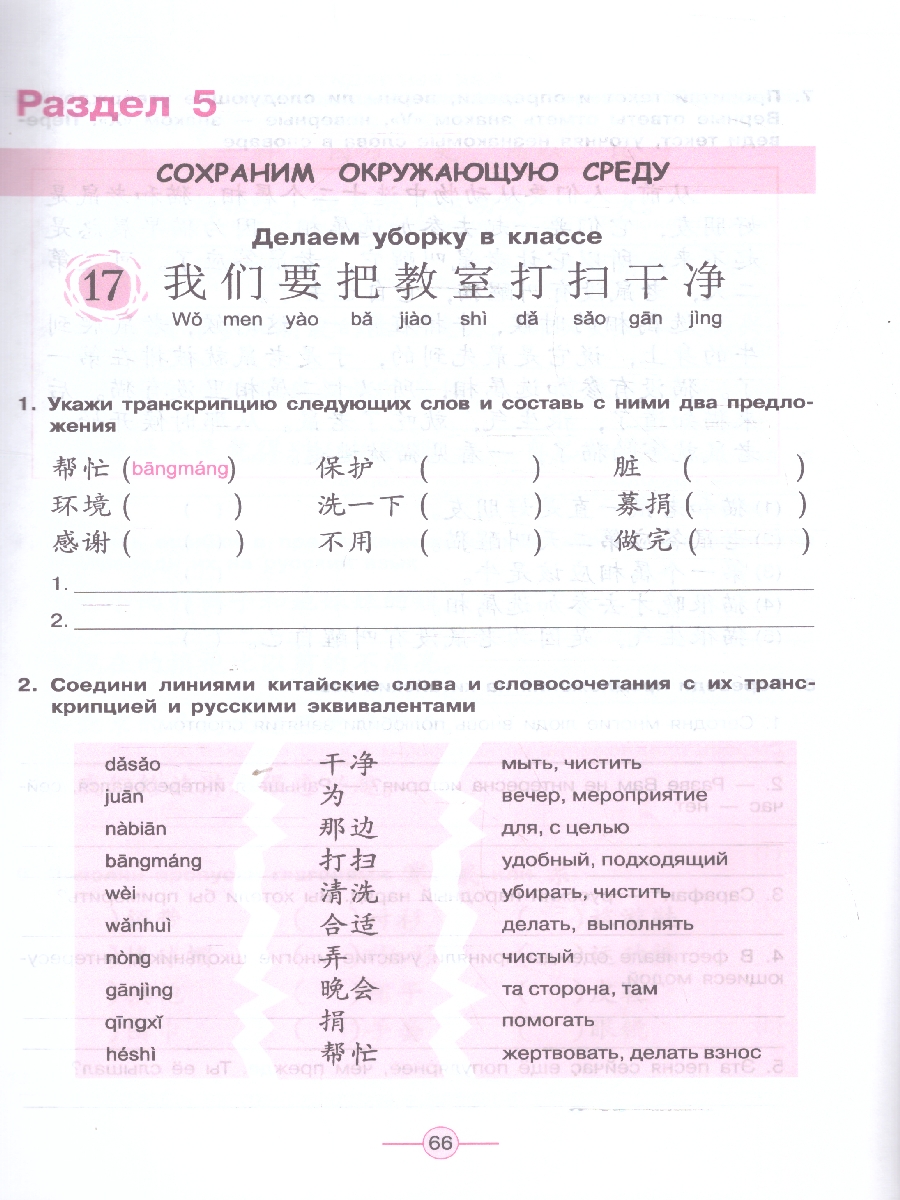 Раздел 5
СОХРАНИМ ОКРУЖАЮЩУЮ СРЕДУ
Делаем уборку в классе
17 我们要把教室打扫干净
Wǒ men yào bǎ jiào shì dǎ sǎo gān jìng
1. Укажи транскрипцию следующих слов и составь с ними два предло-
жения
帮忙 (bāngmáng) 保护 ( ) 脏 ( )
环境 ( ) 洗一下 ( ) 募捐 ( )
感谢 ( ) 不用 ( ) 做完 ( )
1.
2.
2. Соедини линиями китайские слова и словосочетания с их транс-
крипцией и русскими эквивалентами
dǎsǎo 干净 мыть, чистить
juān 为 вечер, мероприятие
nàbiān 那边 для, с целью
bāngmáng 打扫 удобный, подходящий
wèi 清洗 убирать, чистить
wǎnhuì 合适 делать, выполнять
nòng 弄 чистый
gānjìng 晚会 та сторона, там
qīngxǐ 捐 помогать
héshì 帮忙 жертвовать, делать взнос
66